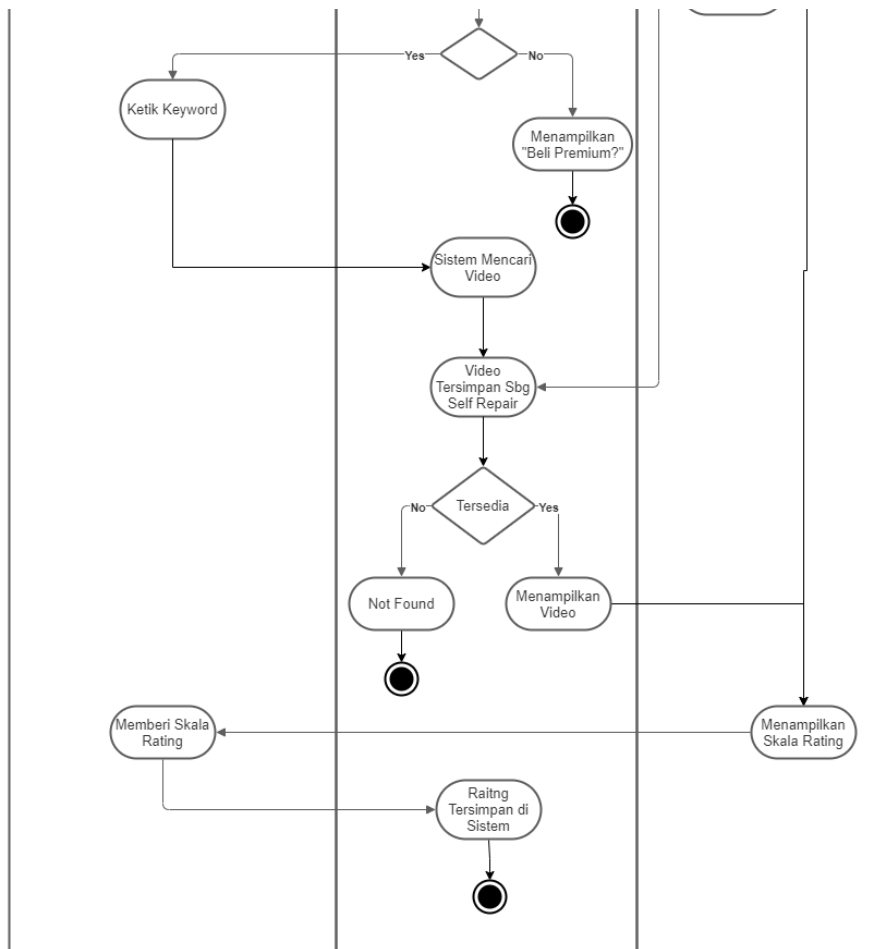 Yes
No
Ketik Keyword
Menampilkan
"Beli Premium?"
Sistem Mencari
Video
Video
Tersimpan Sbg
Self Repair
Tersedia
No
Yes
Not Found
Menampilkan
Video
Memberi Skala
Rating
Menampilkan
Skala Rating
Raitng
Tersimpan di
Sistem